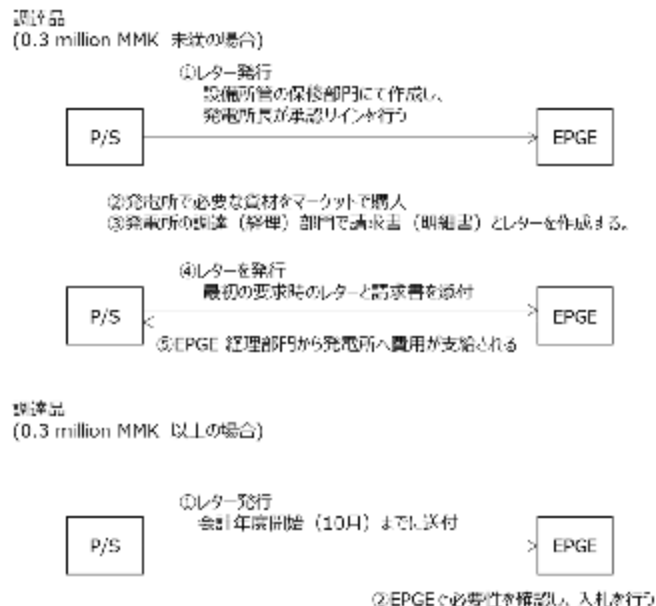 調達品
(0.3 million MMK 未満の場合)
①レター発行
設備所管の保修部門にて作成し、
発電所長が承認サインを行う
P/S
EPGE
②発電所で必要な資材をマーケットで購入
③発電所の調達（経理）部門で請求書（明細書）とレターを作成する。
④レターを発行
最初の要求時のレターと請求書を添付
P/S
EPGE
⑤EPGE 経理部門から発電所へ費用が支給される
調達品
(0.3 million MMK 以上の場合)
①レター発行
会計年度開始（10月）までに送付
P/S
EPGE
②EPGEで必要性を確認し、入札を行う